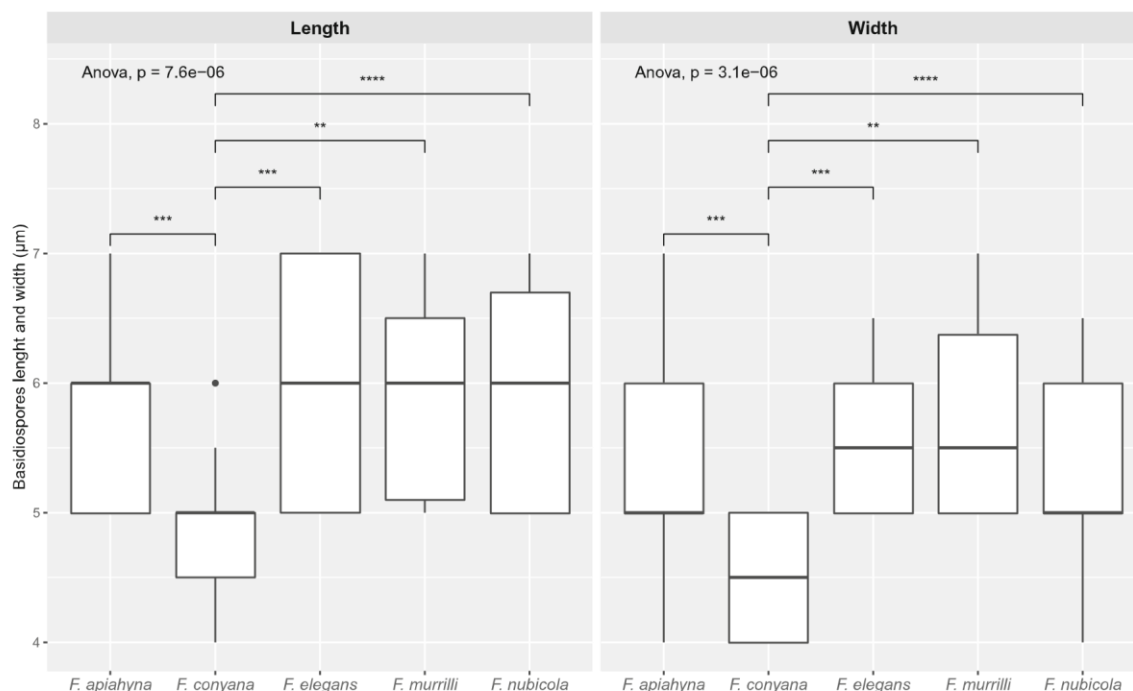 Length
Width
Anova, p = 7.6e−06
Anova, p = 3.1e−06
****
**
***
***
****
**
***
***
Basidiospores lenght and width (µm)
8
7
6
5
4
F. apiahyna F. conyana F. elegans F. murrilli F. nubicola
F. apiahyna F. conyana F. elegans F. murrilli F. nubicola